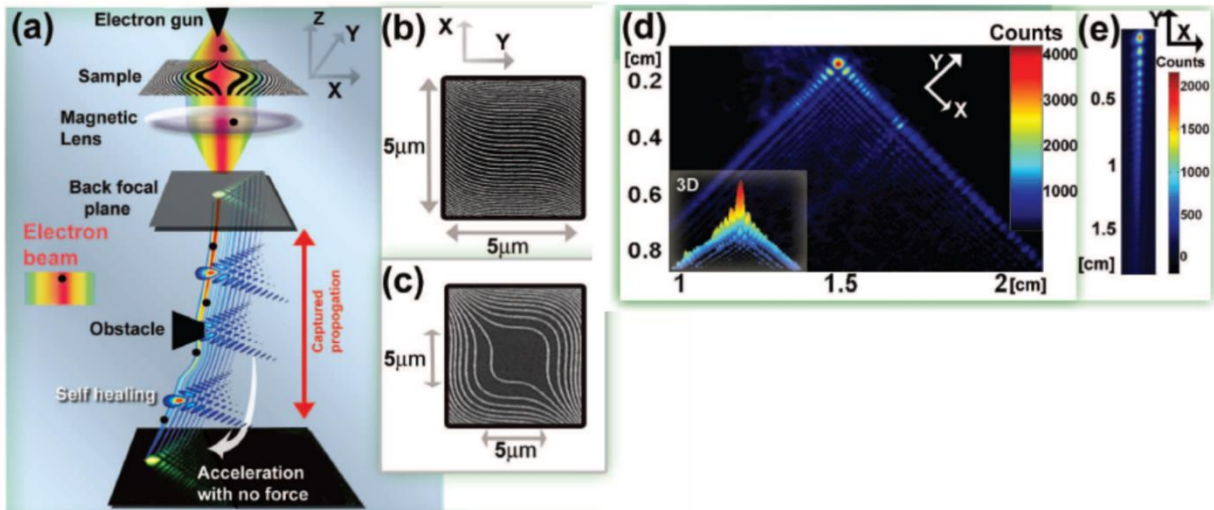 (a)
Electron gun
Z
Y
X
Sample
Magnetic
Lens
Back focal
plane
Electron
beam
Obstacle
Captured
propogation
Self healing
Acceleration
with no force
(b)
X
Y
5μm
5μm
(c)
5μm
5μm
(d)
Counts
[cm]
0.2
0.4
0.6
0.8
Y
X
4000
3000
2000
1000
3D
1
1.5
2[cm]
(e)
Y
X
Counts
0.5
1
1.5
[cm]
2000
1500
1000
500
0